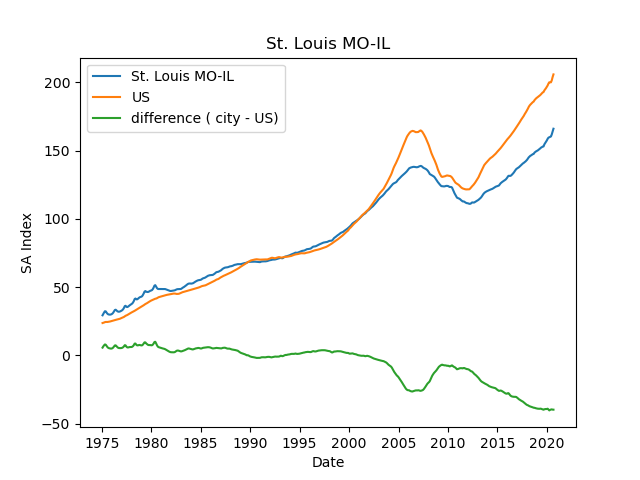 St. Louis MO-IL
St. Louis MO-IL
US
difference ( city - US)
SA Index
200
150
100
50
0
−50
1975 1980 1985 1990 1995 2000 2005 2010 2015 2020
Date